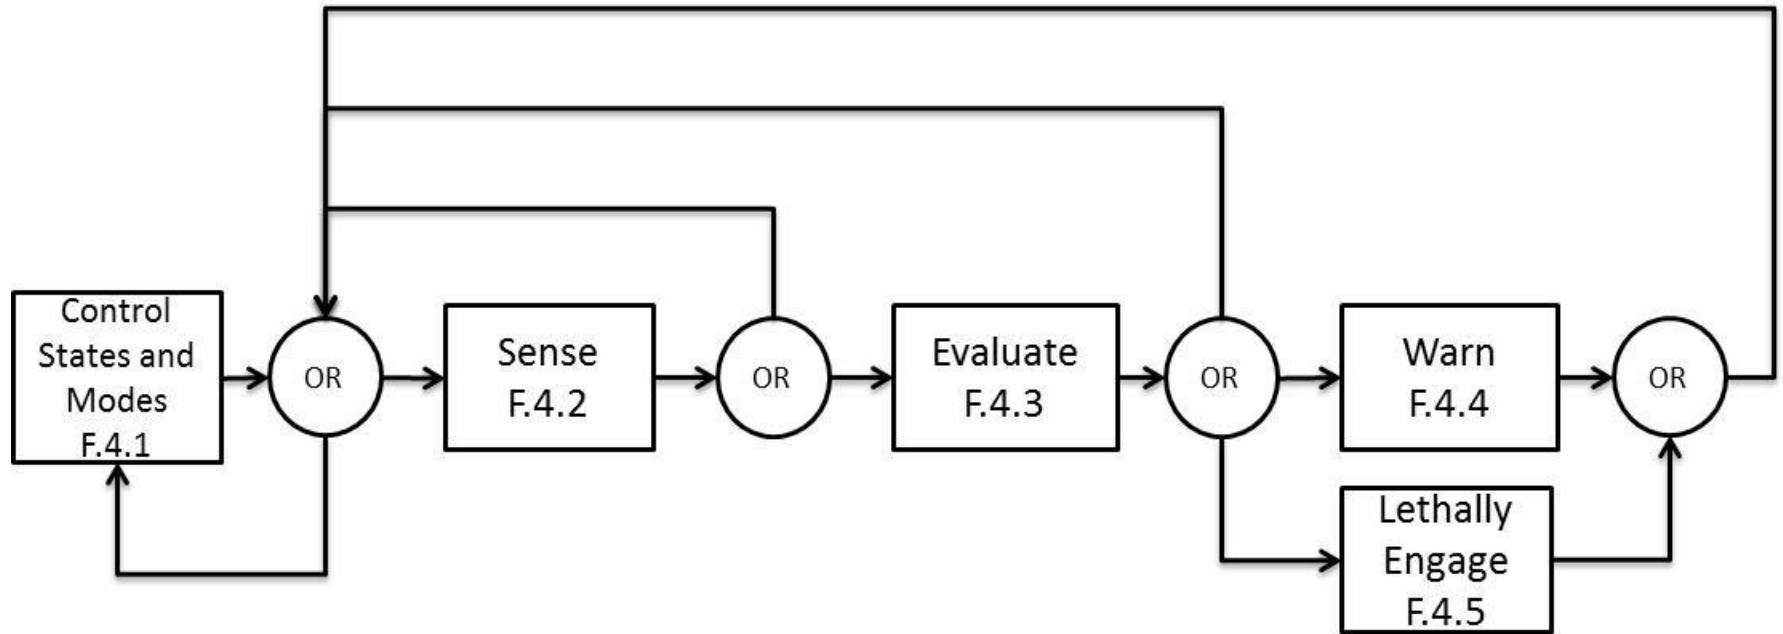 Control
States and
Modes
F.4.1
OR
Sense
F.4.2
OR
Evaluate
F.4.3
OR
Warn
F.4.4
OR
Lethally
Engage
F.4.5